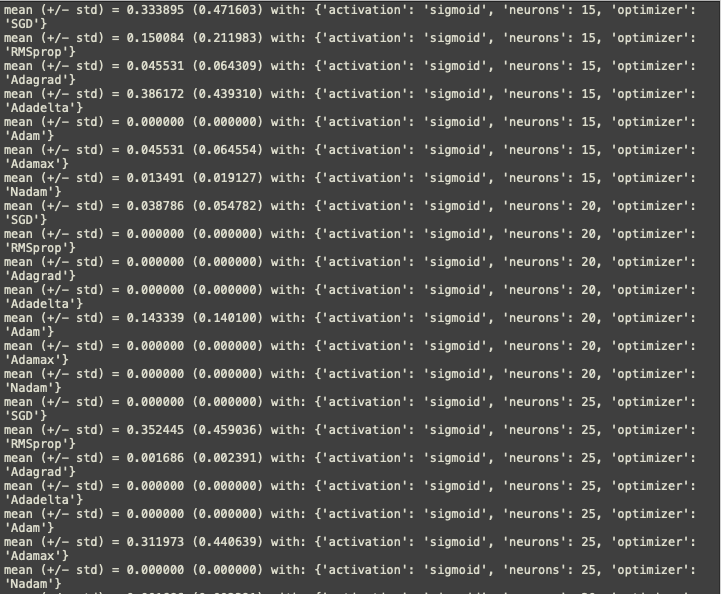 mean (+/- std) = 0.333895 (0.471603) with: {'activation': 'sigmoid', 'neurons': 15, 'optimizer':
'SGD'}
mean (+/- std) = 0.150084 (0.211983) with: {'activation': 'sigmoid', 'neurons': 15, 'optimizer':
'RMSprop'}
mean (+/- std) = 0.045531 (0.064309) with: {'activation': 'sigmoid', 'neurons': 15, 'optimizer':
'Adagrad'}
mean (+/- std) = 0.386172 (0.439310) with: {'activation': 'sigmoid', 'neurons': 15, 'optimizer':
'Adadelta'}
mean (+/- std) = 0.000000 (0.000000) with: {'activation': 'sigmoid', 'neurons': 15, 'optimizer':
'Adam'}
mean (+/- std) = 0.045531 (0.064554) with: {'activation': 'sigmoid', 'neurons': 15, 'optimizer':
'Adamax'}
mean (+/- std) = 0.013491 (0.019127) with: {'activation': 'sigmoid', 'neurons': 15, 'optimizer':
'Nadam'}
mean (+/- std) = 0.038786 (0.054782) with: {'activation': 'sigmoid', 'neurons': 20, 'optimizer':
'SGD'}
mean (+/- std) = 0.000000 (0.000000) with: {'activation': 'sigmoid', 'neurons': 20, 'optimizer':
'RMSprop'}
mean (+/- std) = 0.000000 (0.000000) with: {'activation': 'sigmoid', 'neurons': 20, 'optimizer':
'Adagrad'}
mean (+/- std) = 0.000000 (0.000000) with: {'activation': 'sigmoid', 'neurons': 20, 'optimizer':
'Adadelta'}
mean (+/- std) = 0.143339 (0.140100) with: {'activation': 'sigmoid', 'neurons': 20, 'optimizer':
'Adam'}
mean (+/- std) = 0.000000 (0.000000) with: {'activation': 'sigmoid', 'neurons': 20, 'optimizer':
'Adamax'}
mean (+/- std) = 0.000000 (0.000000) with: {'activation': 'sigmoid', 'neurons': 20, 'optimizer':
'Nadam'}
mean (+/- std) = 0.000000 (0.000000) with: {'activation': 'sigmoid', 'neurons': 25, 'optimizer':
'SGD'}
mean (+/- std) = 0.352445 (0.459036) with: {'activation': 'sigmoid', 'neurons': 25, 'optimizer':
'RMSprop'}
mean (+/- std) = 0.001686 (0.002391) with: {'activation': 'sigmoid', 'neurons': 25, 'optimizer':
'Adagrad'}
mean (+/- std) = 0.000000 (0.000000) with: {'activation': 'sigmoid', 'neurons': 25, 'optimizer':
'Adadelta'}
mean (+/- std) = 0.000000 (0.000000) with: {'activation': 'sigmoid', 'neurons': 25, 'optimizer':
'Adam'}
mean (+/- std) = 0.311973 (0.440639) with: {'activation': 'sigmoid', 'neurons': 25, 'optimizer':
'Adamax'}
mean (+/- std) = 0.000000 (0.000000) with: {'activation': 'sigmoid', 'neurons': 25, 'optimizer':
'Nadam'}